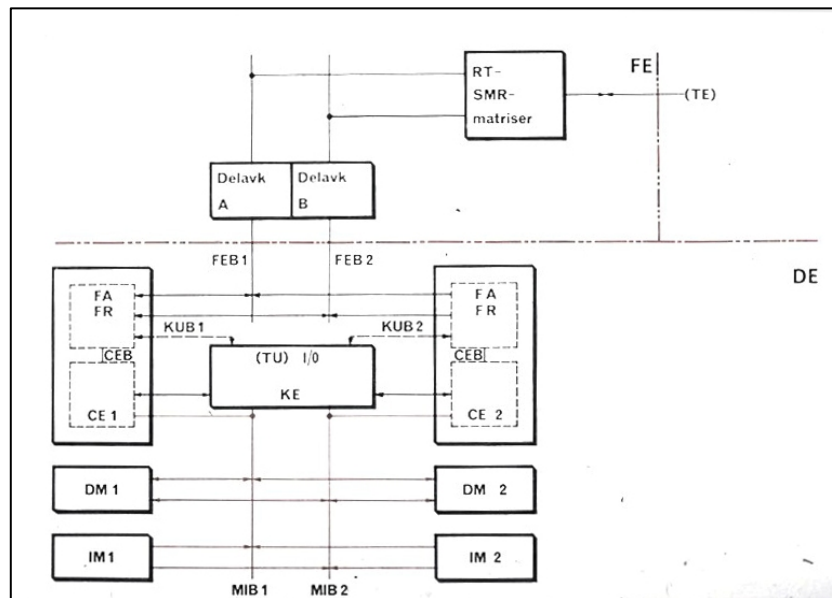 RT-
SMR-
matriser
FE
(TE)
Delavk
A
Delavk
B
FEB 1
FEB 2
DE
FA
FR
KUB 1
KUB 2
FA
FR
CEB
(TU) I/0
KE
CEB
CE 1
CE 2
DM 1
DM 2
IM 1
IM 2
MIB 1
MIB 2